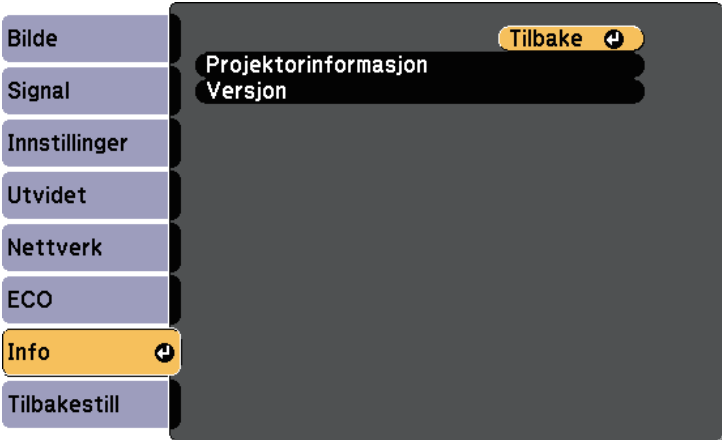 Bilde
Signal
Innstillinger
Utvidet
Nettverk
ECO
Info
Tilbakestill
Tilbake
Projektorinformasjon
Versjon